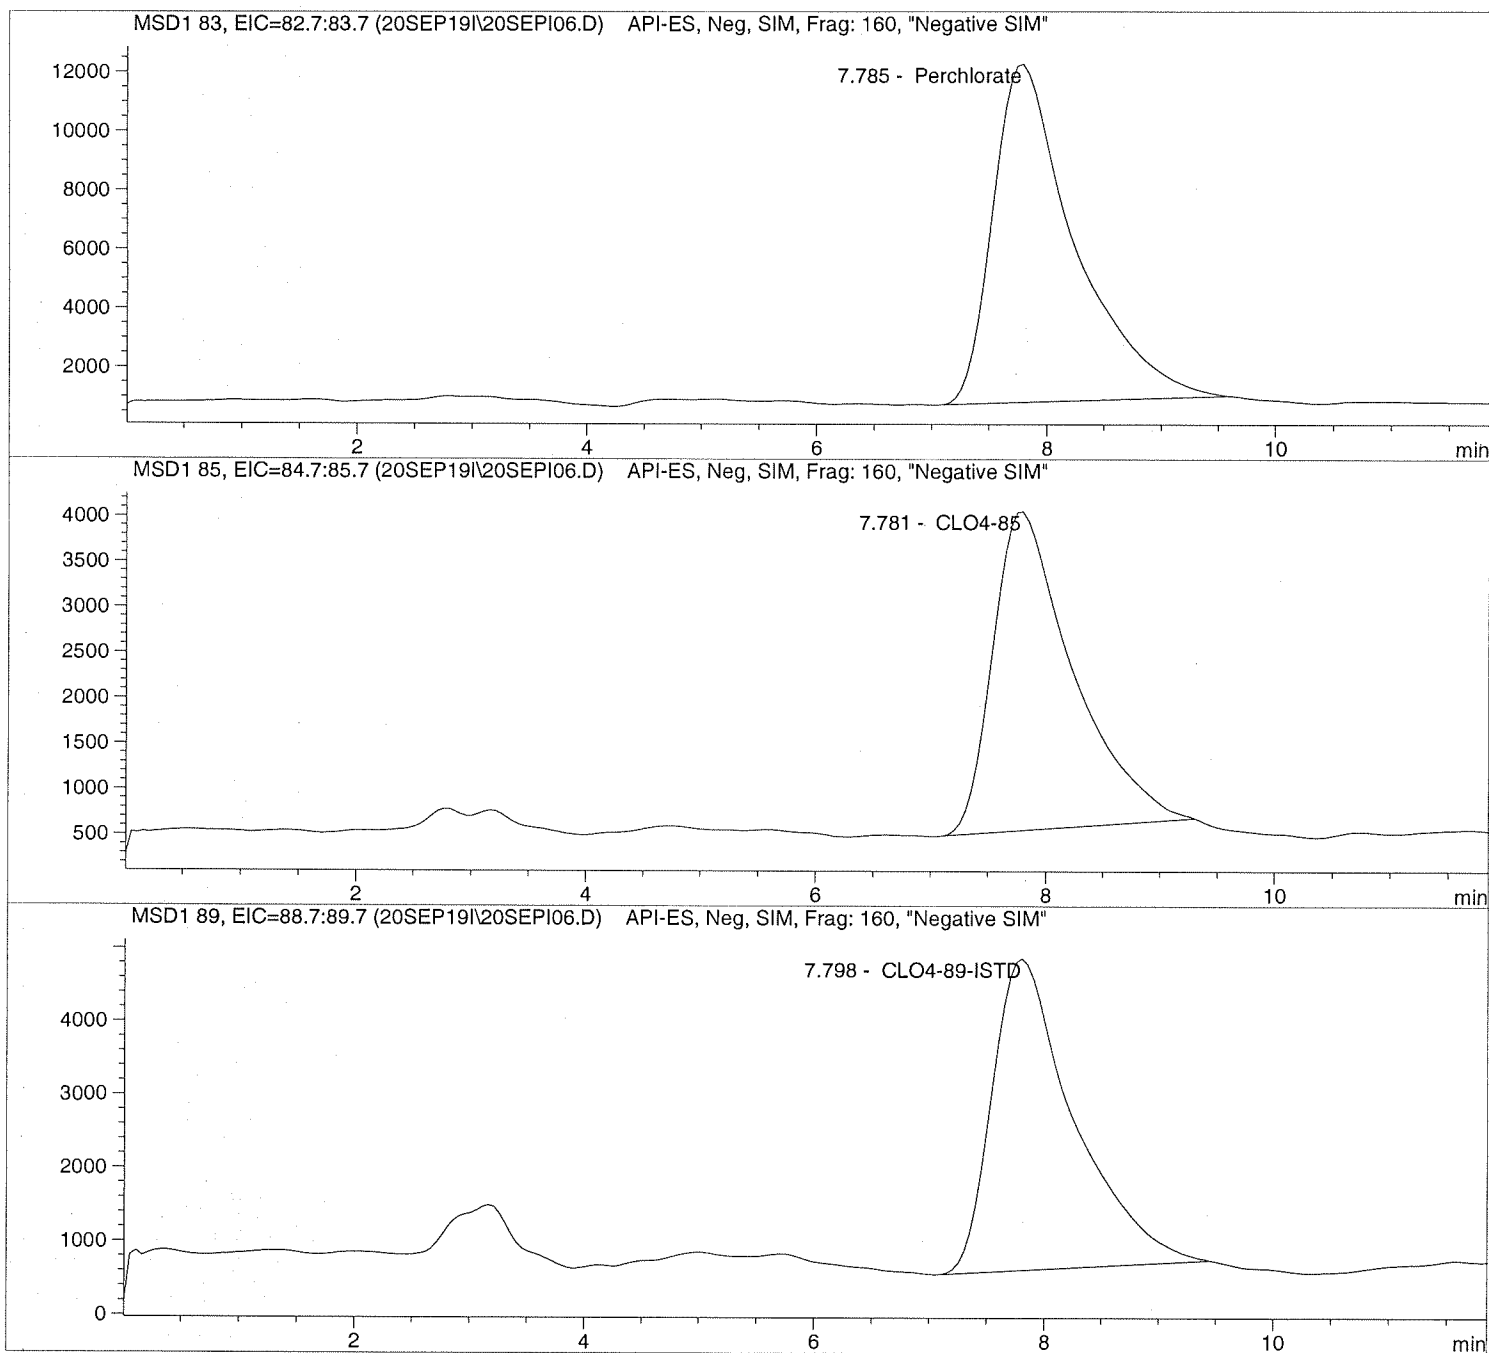 MSD1 83, EIC=82.7:83.7 (20SEP19I\20SEPI06.D) API-ES, Neg, SIM, Frag: 160, "Negative SIM"
12000
7.785 - Perchlorate
10000
8000
6000
4000
2000
2 4 6 8 10 min
MSD1 85, EIC=84.7:85.7 (20SEP19I\20SEPI06.D) API-ES, Neg, SIM, Frag: 160, "Negative SIM"
4000
7.781 - CLO4-85
3500
3000
2500
2000
1500
1000
500
2 4 6 8 10 min
MSD1 89, EIC=88.7:89.7 (20SEP19I\20SEPI06.D) API-ES, Neg, SIM, Frag: 160, "Negative SIM"
7.798 - CLO4-89-ISTD
4000
3000
2000
1000
0
2 4 6 8 10 min